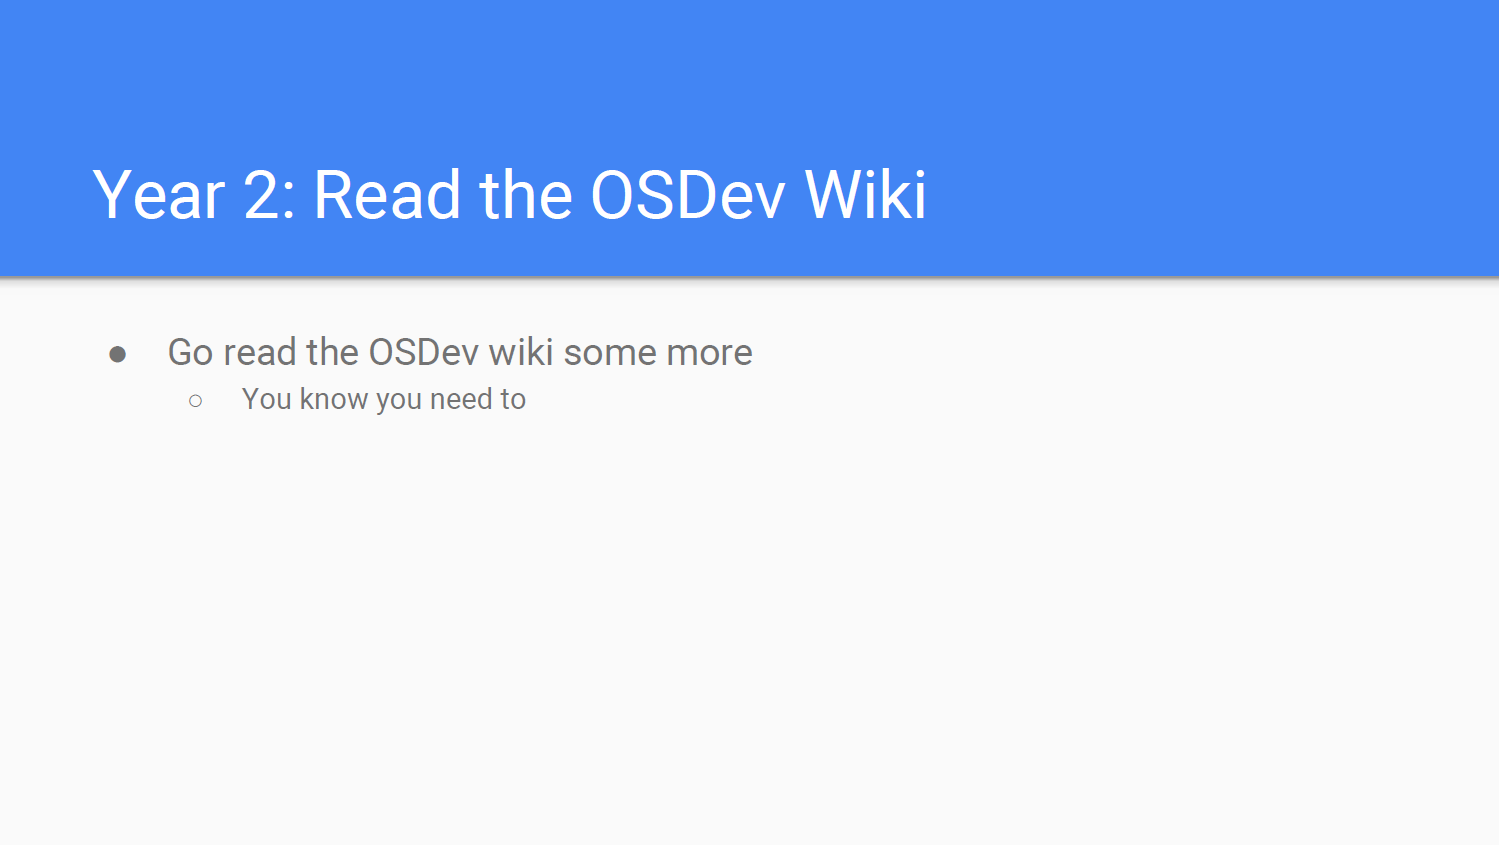 Year 2: Read the OSDev Wiki
● Go read the OSDev wiki some more
○ You know you need to